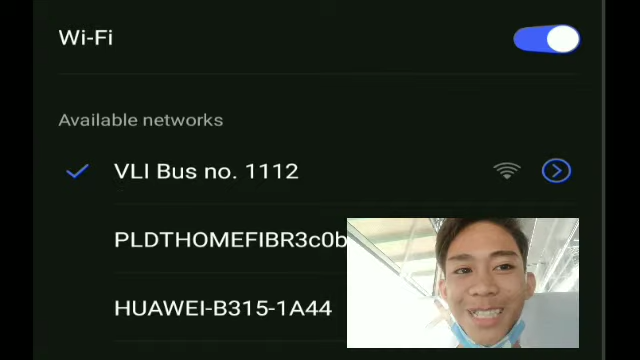 Wi-Fi
Available networks
VLI Bus no. 1112
PLDTHOMEFIBR3c0b
HUAWEI-B315-1A44